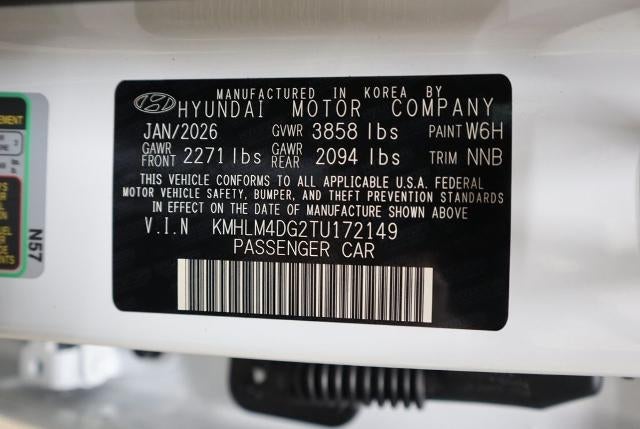 MANUFACTURED IN KOREA BY
HYUNDAI MOTOR COMPANY
JAN/2026 GVWR 3858 lbs PAINT W6H
GAWR FRONT 2271 lbs GAWR REAR 2094 lbs TRIM NNB
THIS VEHICLE CONFORMS TO ALL APPLICABLE U.S.A. FEDERAL
MOTOR VEHICLE SAFETY, BUMPER, AND THEFT PREVENTION STANDARDS
IN EFFECT ON THE DATE OF MANUFACTURE SHOWN ABOVE
V.I.N KMHLM4DG2TU172149
PASSENGER CAR
N57